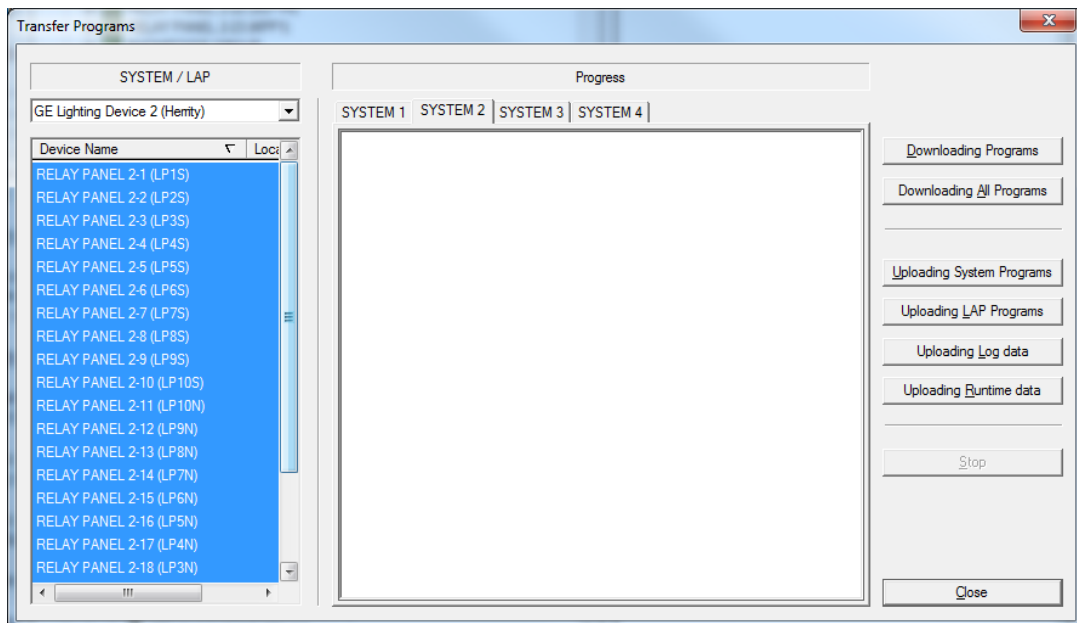 Transfer Programs
SYSTEM / LAP
Progress
GE Lighting Device 2 (Herrity)
SYSTEM 1 SYSTEM 2 SYSTEM 3 SYSTEM 4
Device Name Loca
RELAY PANEL 2-1 (LP1S)
RELAY PANEL 2-2 (LP2S)
RELAY PANEL 2-3 (LP3S)
RELAY PANEL 2-4 (LP4S)
RELAY PANEL 2-5 (LP5S)
RELAY PANEL 2-6 (LP6S)
RELAY PANEL 2-7 (LP7S)
RELAY PANEL 2-8 (LP8S)
RELAY PANEL 2-9 (LP9S)
RELAY PANEL 2-10 (LP10S)
RELAY PANEL 2-11 (LP10N)
RELAY PANEL 2-12 (LP9N)
RELAY PANEL 2-13 (LP8N)
RELAY PANEL 2-14 (LP7N)
RELAY PANEL 2-15 (LP6N)
RELAY PANEL 2-16 (LP5N)
RELAY PANEL 2-17 (LP4N)
RELAY PANEL 2-18 (LP3N)
Downloading Programs
Downloading All Programs
Uploading System Programs
Uploading LAP Programs
Uploading Log data
Uploading Runtime data
Stop
Close